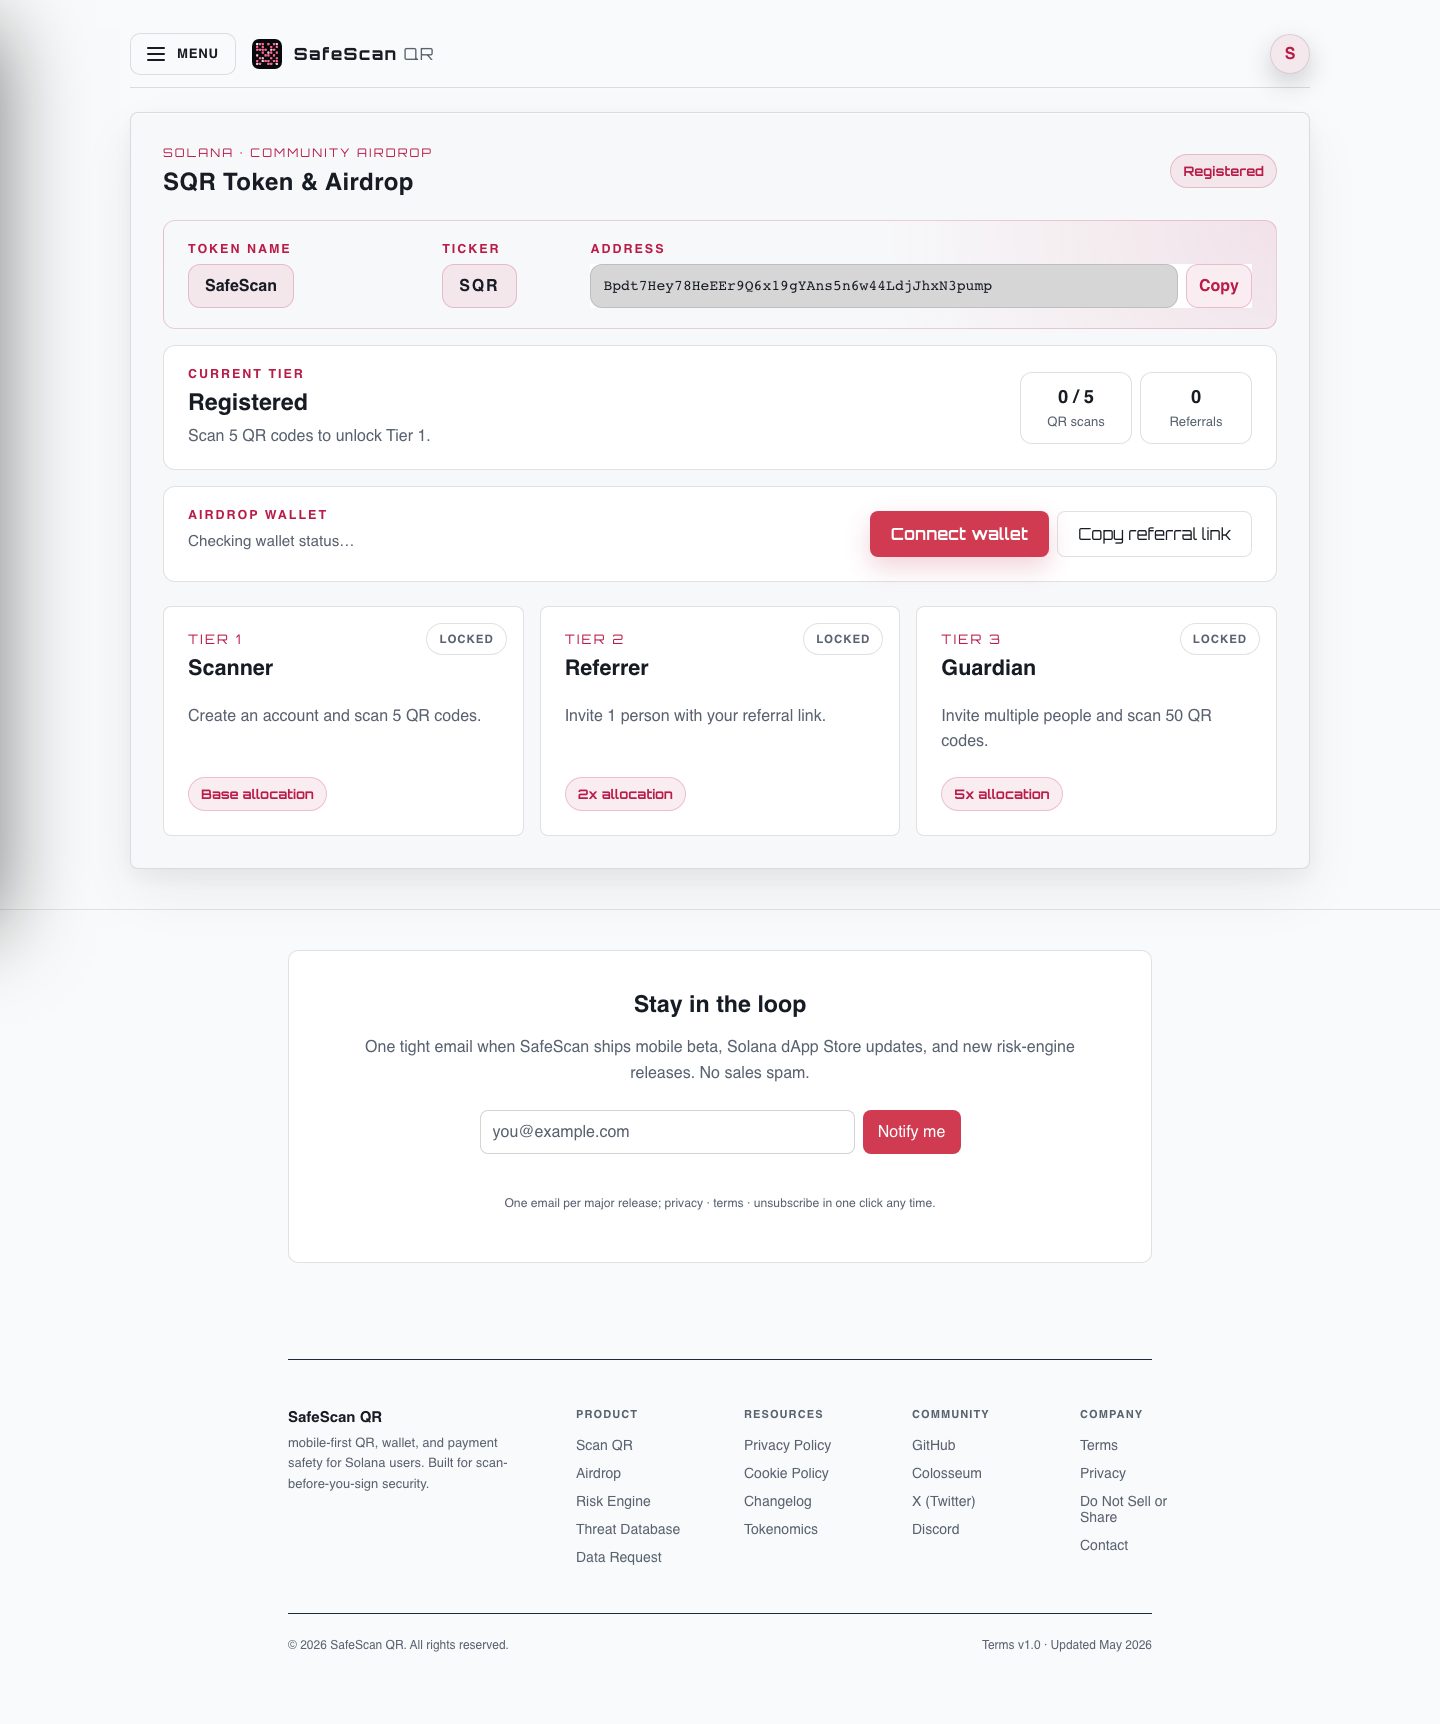 MENU
SafeScan QR
S
SOLANA · COMMUNITY AIRDROP
SQR Token & Airdrop
Registered
TOKEN NAME
SafeScan
TICKER
SQR
ADDRESS
Bpdt7Hey78HeEEr9Q6x19gYAns5n6w44LdjJhxN3pump
Copy
CURRENT TIER
Registered
Scan 5 QR codes to unlock Tier 1.
0 / 5
QR scans
0
Referrals
AIRDROP WALLET
Checking wallet status…
Connect wallet
Copy referral link
TIER 1
LOCKED
Scanner
Create an account and scan 5 QR codes.
Base allocation
TIER 2
LOCKED
Referrer
Invite 1 person with your referral link.
2x allocation
TIER 3
LOCKED
Guardian
Invite multiple people and scan 50 QR
codes.
5x allocation
Stay in the loop
One tight email when SafeScan ships mobile beta, Solana dApp Store updates, and new risk-engine
releases. No sales spam.
you@example.com
Notify me
One email per major release; privacy · terms · unsubscribe in one click any time.
SafeScan QR
mobile-first QR, wallet, and payment
safety for Solana users. Built for scan-
before-you-sign security.
PRODUCT
Scan QR
Airdrop
Risk Engine
Threat Database
Data Request
RESOURCES
Privacy Policy
Cookie Policy
Changelog
Tokenomics
COMMUNITY
GitHub
Colosseum
X (Twitter)
Discord
COMPANY
Terms
Privacy
Do Not Sell or
Share
Contact
© 2026 SafeScan QR. All rights reserved.
Terms v1.0 · Updated May 2026